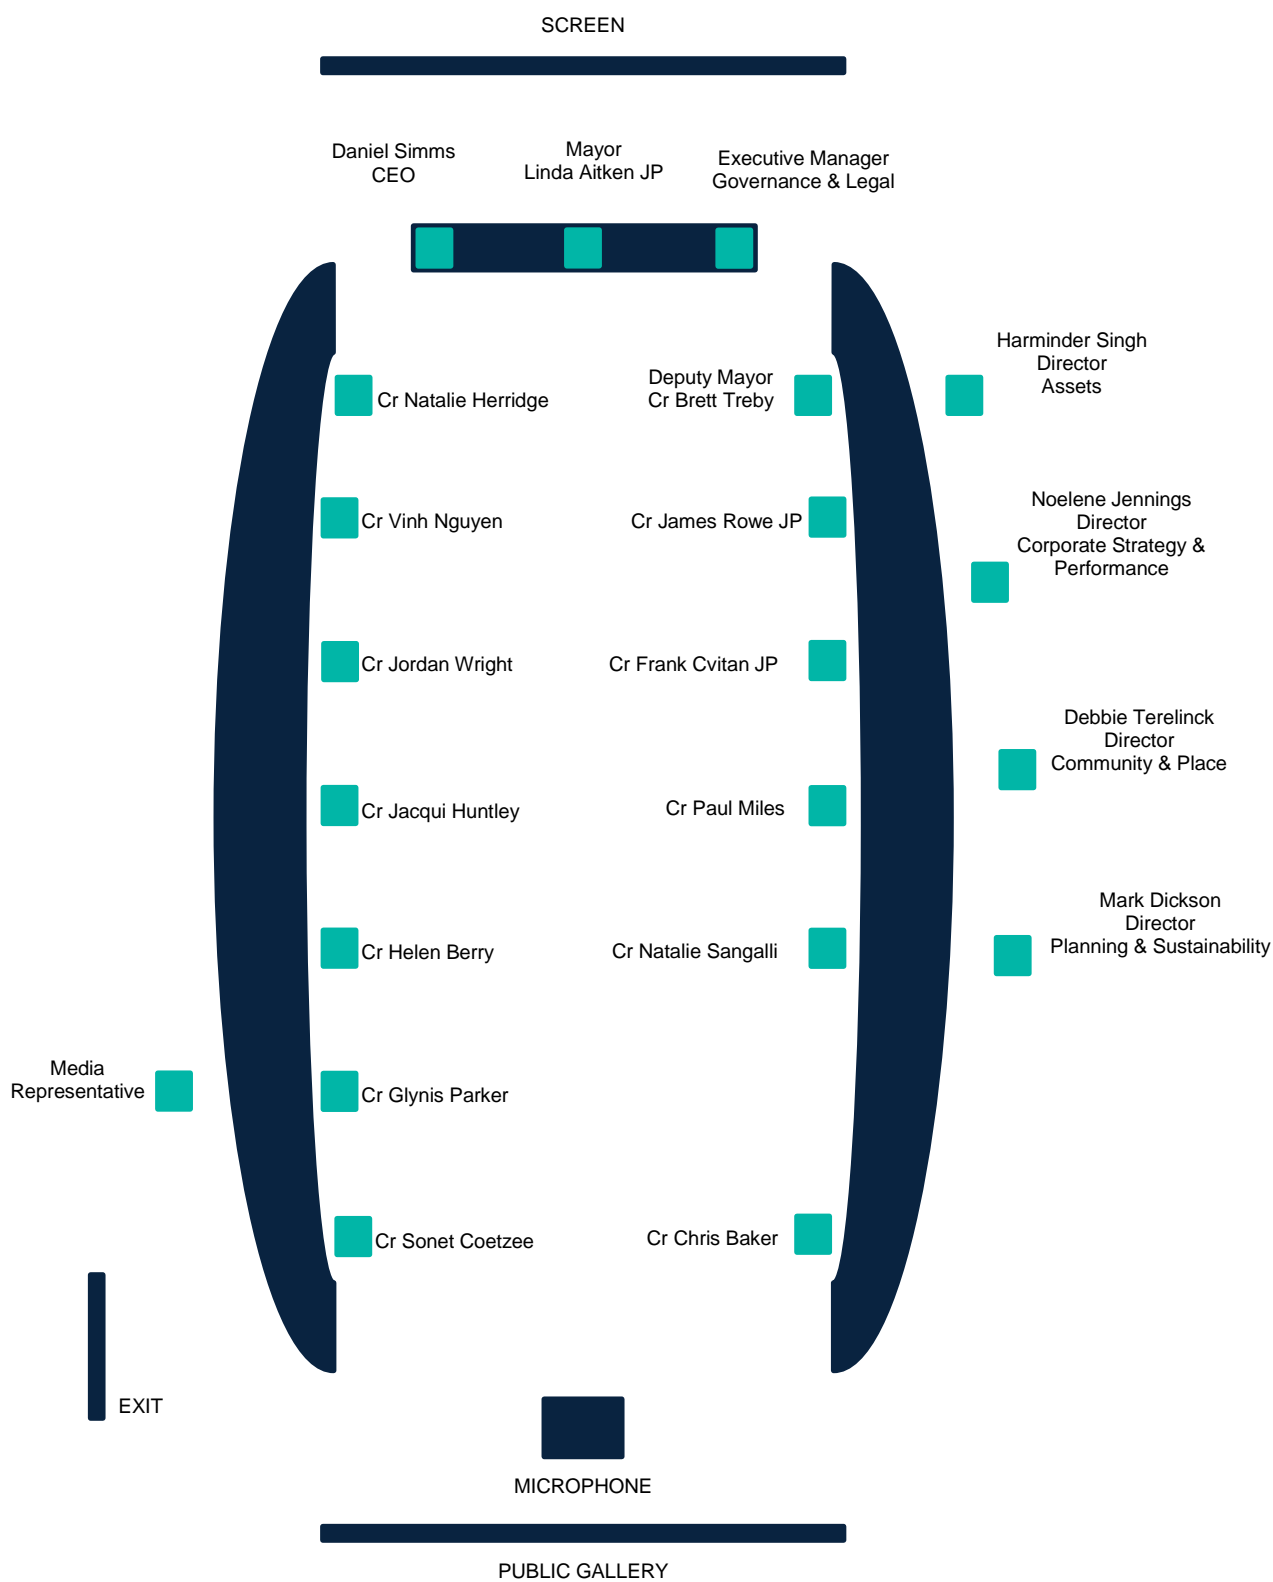 SCREEN
Daniel Simms
CEO
Mayor
Linda Aitken JP
Executive Manager
Governance & Legal
Harminder Singh
Director
Assets
Cr Natalie Herridge
Deputy Mayor
Cr Brett Treby
Noelene Jennings
Director
Corporate Strategy &
Performance
Cr Vinh Nguyen
Cr James Rowe JP
Cr Jordan Wright
Cr Frank Cvitan JP
Debbie Terelinck
Director
Community & Place
Cr Jacqui Huntley
Cr Paul Miles
Mark Dickson
Director
Planning & Sustainability
Cr Helen Berry
Cr Natalie Sangalli
Media
Representative
Cr Glynis Parker
Cr Sonet Coetzee
Cr Chris Baker
EXIT
MICROPHONE
PUBLIC GALLERY